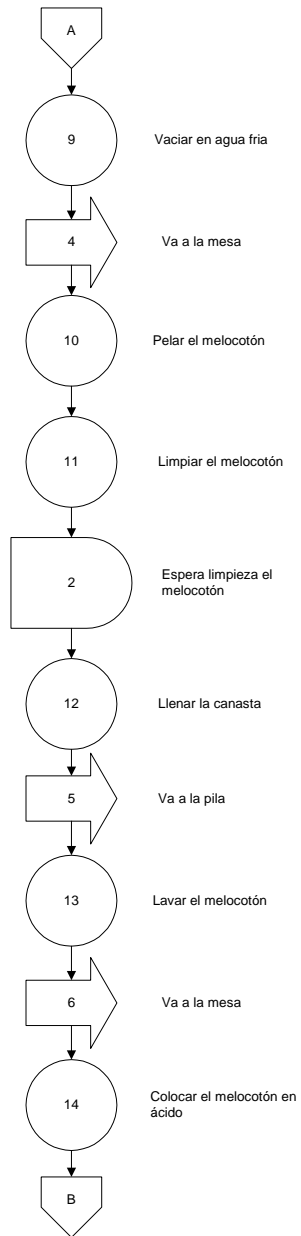 A
9
Vaciar en agua fria
4
Va a la mesa
10
Pelar el melocotón
11
Limpiar el melocotón
2
Espera limpieza el
melocotón
12
Llenar la canasta
5
Va a la pila
13
Lavar el melocotón
6
Va a la mesa
14
Colocar el melocotón en
ácido
B